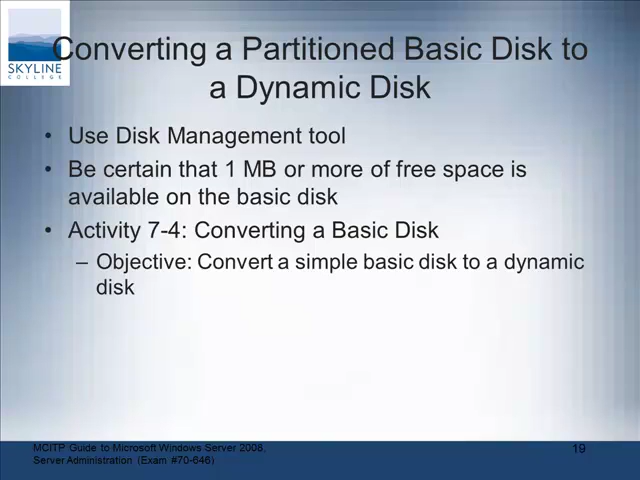 SKYLINE
COLLEGE
Converting a Partitioned Basic Disk to
a Dynamic Disk
• Use Disk Management tool
• Be certain that 1 MB or more of free space is
available on the basic disk
• Activity 7-4: Converting a Basic Disk
– Objective: Convert a simple basic disk to a dynamic
disk
MCITP Guide to Microsoft Windows Server 2008,
Server Administration (Exam #70-646)
19